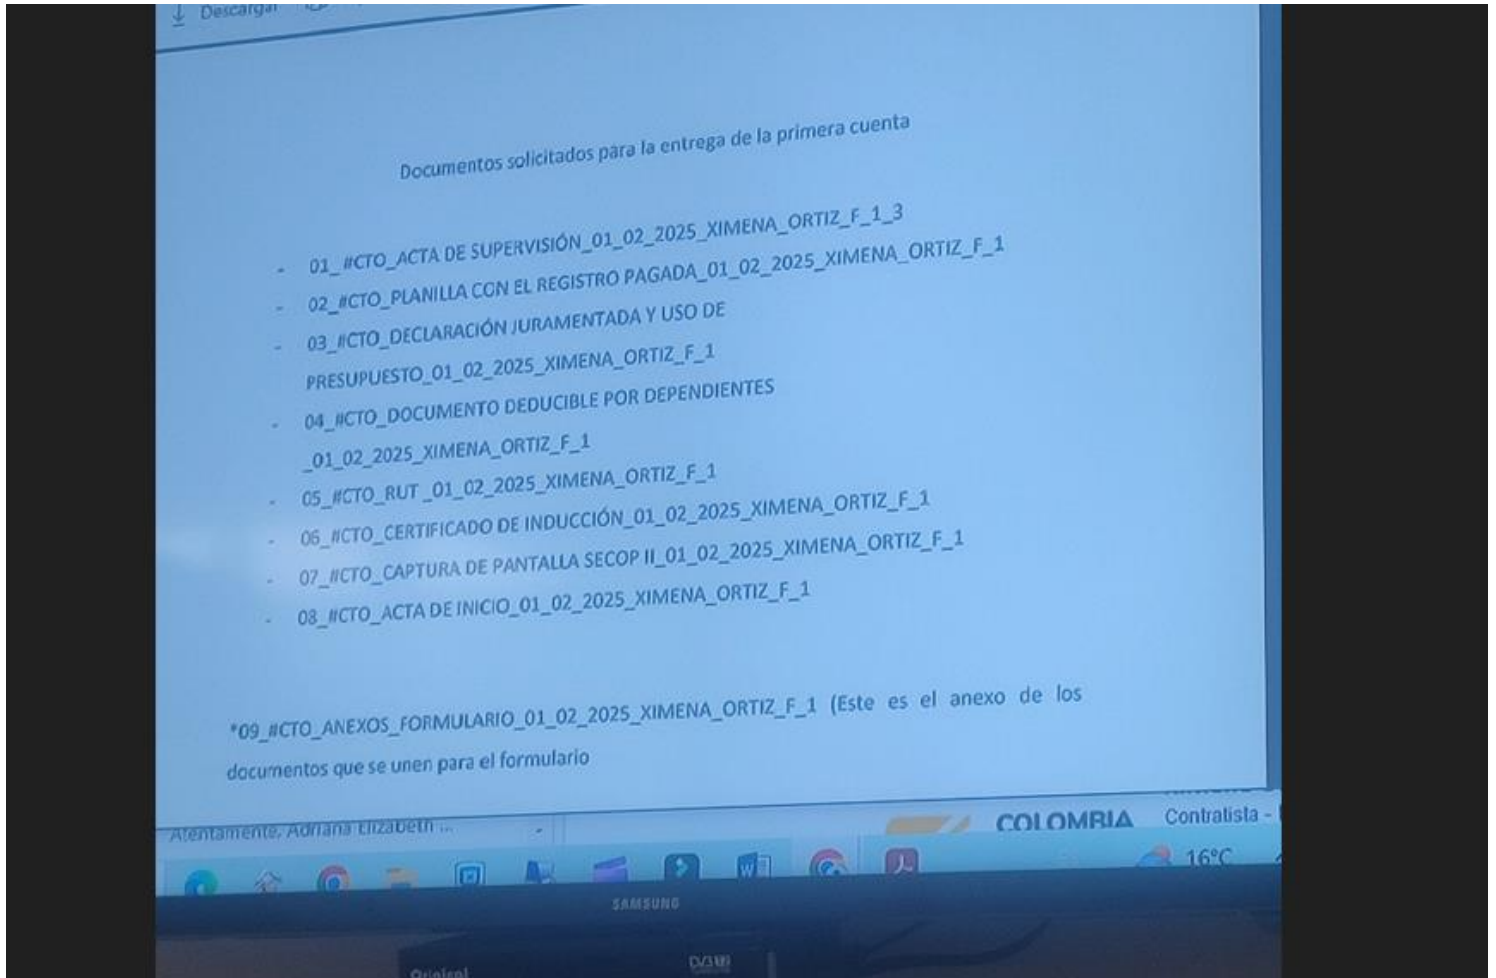 Descargar
Documentos solicitados para la entrega de la primera cuenta
- 01_#CTO_ACTA DE SUPERVISIÓN_01_02_2025_XIMENA_ORTIZ_F_1_3
- 02_#CTO_PLANILLA CON EL REGISTRO PAGADA_01_02_2025_XIMENA_ORTIZ_F_1
- 03_#CTO_DECLARACIÓN JURAMENTADA Y USO DE
PRESUPUESTO_01_02_2025_XIMENA_ORTIZ_F_1
- 04_#CTO_DOCUMENTO DEDUCIBLE POR DEPENDIENTES
_01_02_2025_XIMENA_ORTIZ_F_1
- 05_#CTO_RUT _01_02_2025_XIMENA_ORTIZ_F_1
- 06_#CTO_CERTIFICADO DE INDUCCIÓN_01_02_2025_XIMENA_ORTIZ_F_1
- 07_#CTO_CAPTURA DE PANTALLA SECOP II_01_02_2025_XIMENA_ORTIZ_F_1
- 08_#CTO_ACTA DE INICIO_01_02_2025_XIMENA_ORTIZ_F_1
*09_#CTO_ANEXOS_FORMULARIO_01_02_2025_XIMENA_ORTIZ_F_1 (Este es el anexo de los
documentos que se unen para el formulario
Atentamente, Adriana Elizabeth ...
COLOMBIA Contratista -
16°C
SAMSUNG
Original